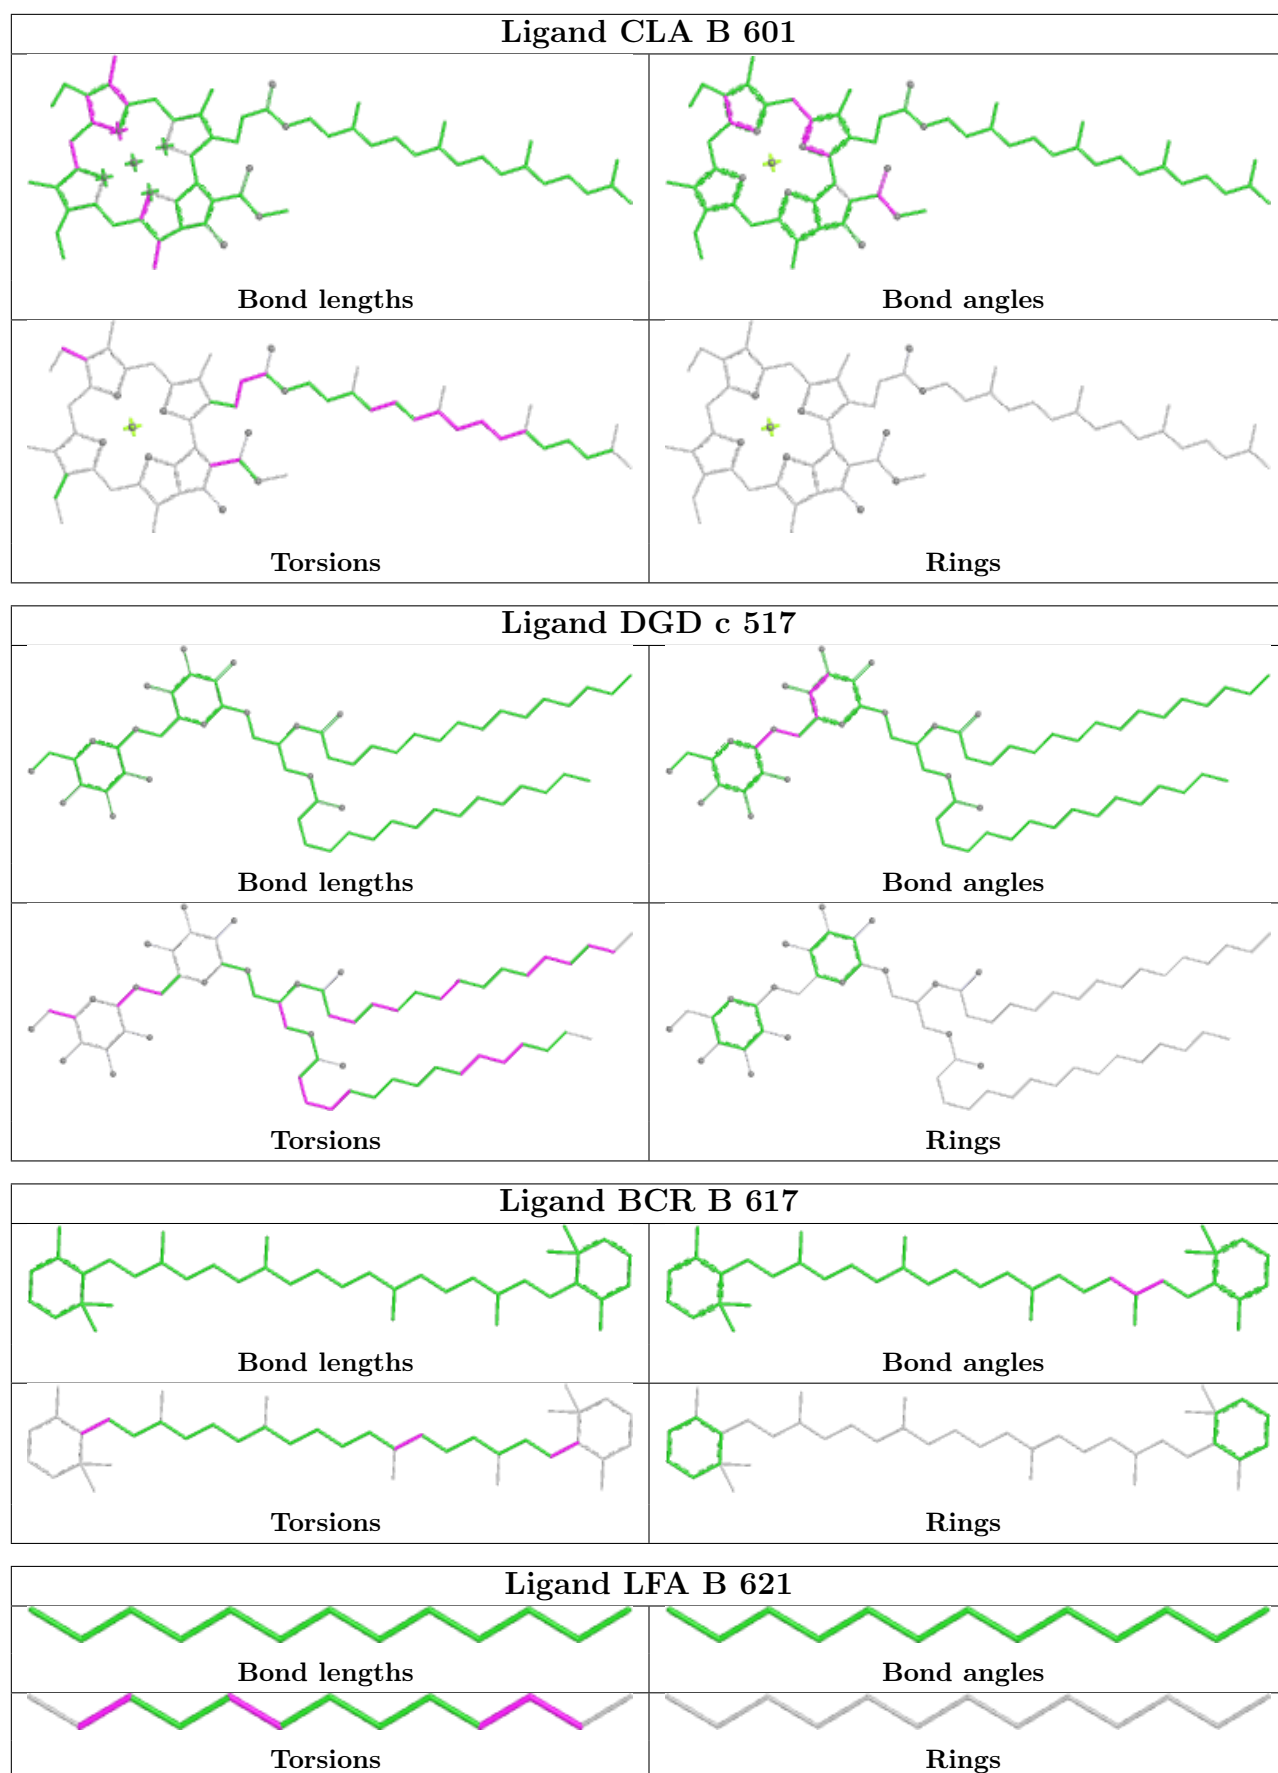 Ligand CLA B 601
Bond lengths
Bond angles
Torsions
Rings
Ligand DGD c 517
Bond lengths
Bond angles
Torsions
Rings
Ligand BCR B 617
Bond lengths
Bond angles
Torsions
Rings
Ligand LFA B 621
Bond lengths
Bond angles
Torsions
Rings